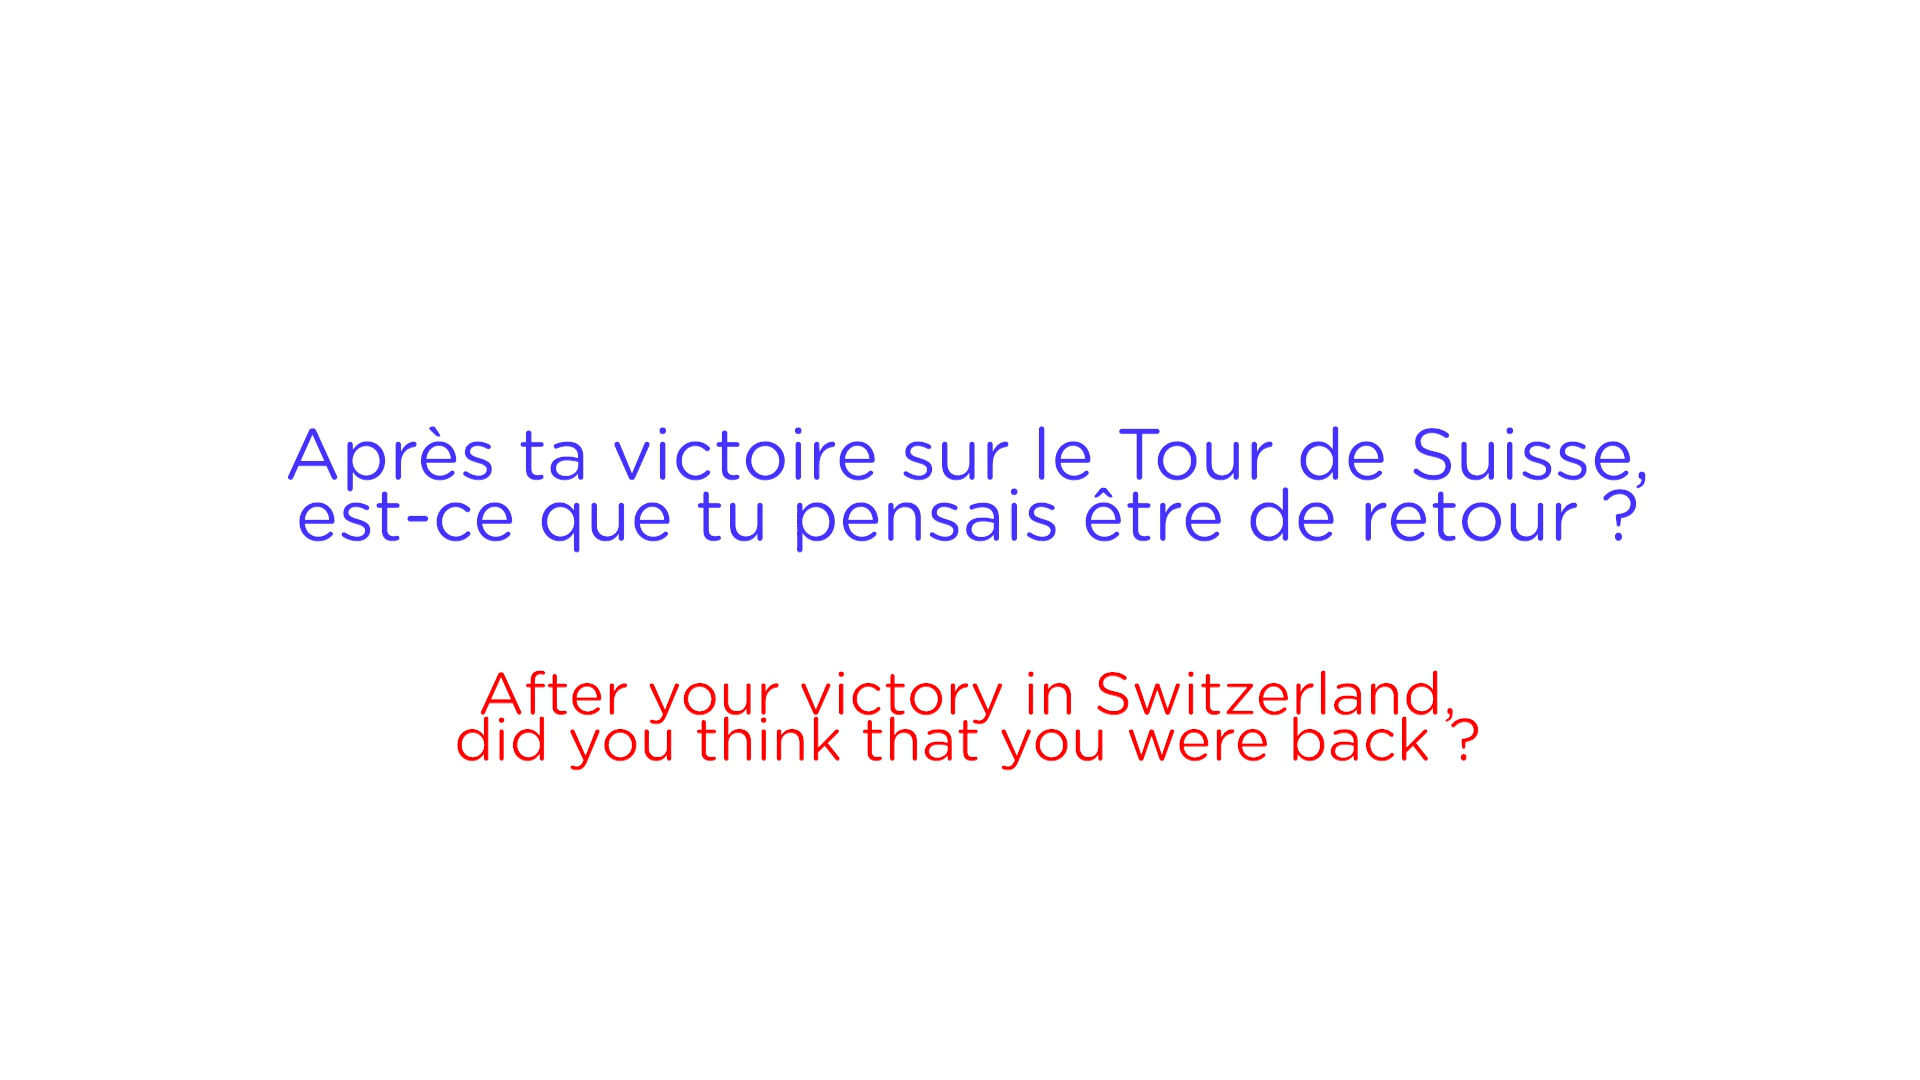 Après ta victoire sur le Tour de Suisse,
est-ce que tu pensais être de retour ?
After your victory in Switzerland,
did you think that you were back ?